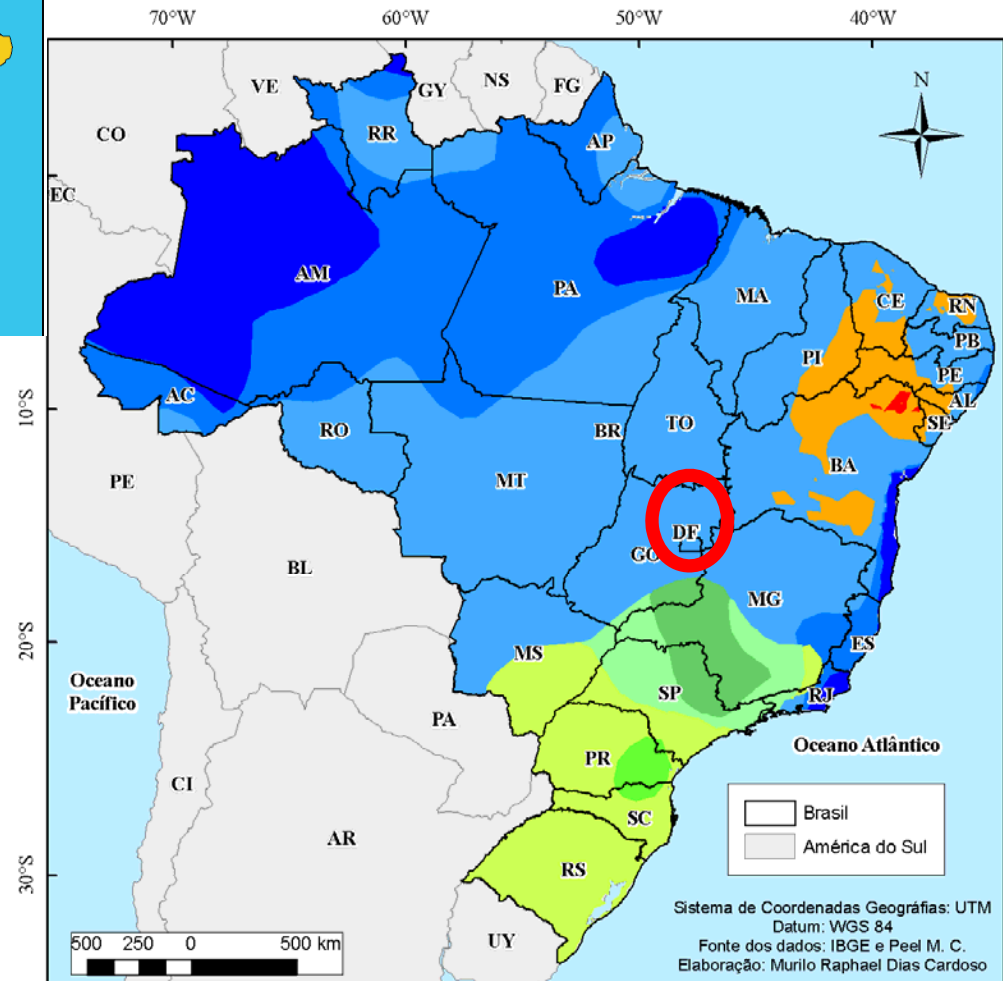 70°W 60°W 50°W 40°W
N
VE
GY
NS
FG
CO
RR
AP
EC
AM
PA
MA
CE
RN
PB
PI
PE
AL
SE
AC
10°S
RO
BR
TO
BA
PE
MT
DF
GO
BL
MG
20°S
MS
ES
SP
RJ
Oceano
Pacífico
PA
Oceano Atlântico
PR
CI
SC
Brasil
AR
América do Sul
RS
30°S
UY
Sistema de Coordenadas Geográfias: UTM
Datum: WGS 84
Fonte dos dados: IBGE e Peel M. C.
Elaboração: Murilo Raphael Dias Cardoso
500 250 0 500 km